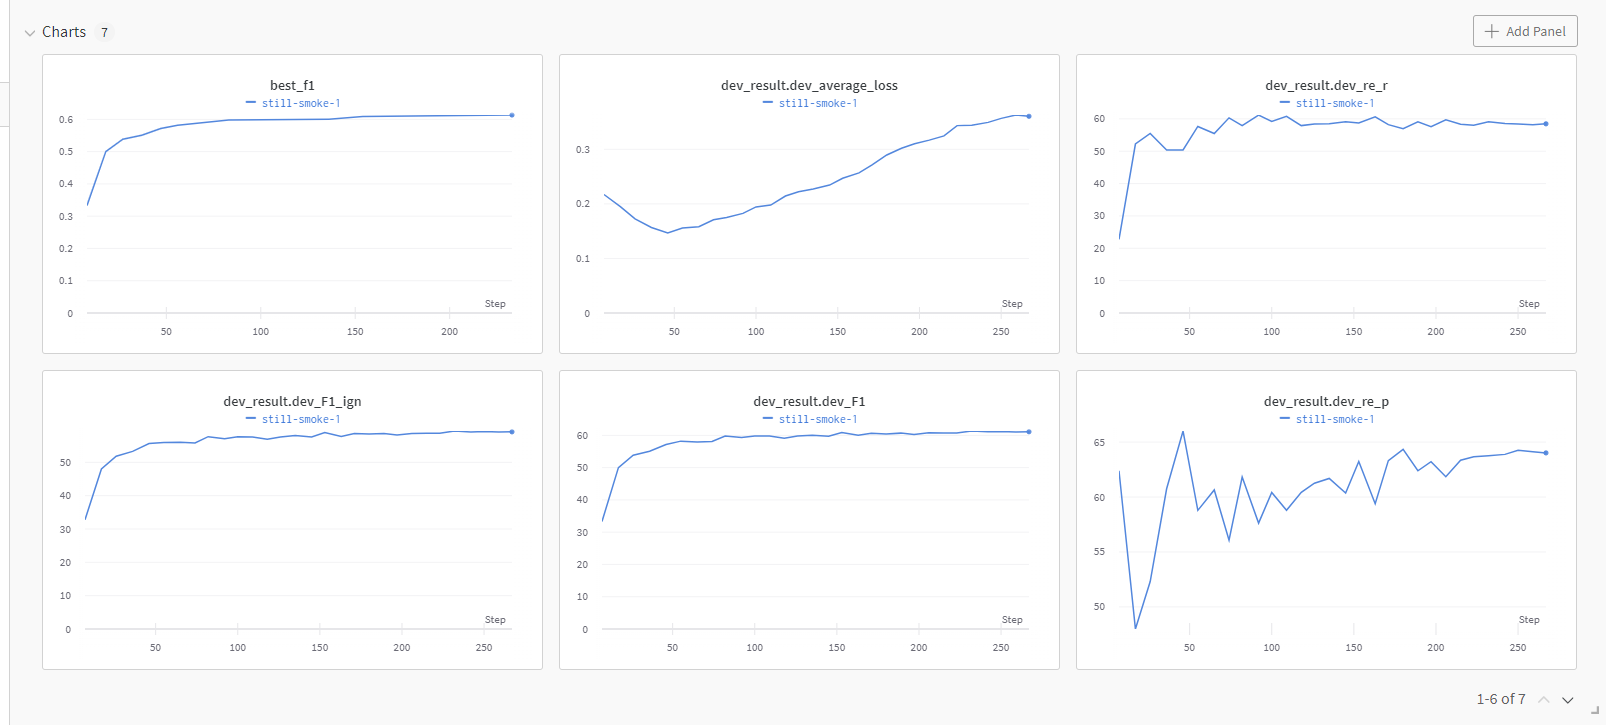 Charts 7
Add Panel
best_f1
still-smoke-1
0.6
0.5
0.4
0.3
0.2
0.1
0
Step
50 100 150 200
dev_result.dev_average_loss
still-smoke-1
0.3
0.2
0.1
0
Step
50 100 150 200 250
dev_result.dev_re_r
still-smoke-1
60
50
40
30
20
10
0
Step
50 100 150 200 250
dev_result.dev_F1_ign
still-smoke-1
50
40
30
20
10
0
Step
50 100 150 200 250
dev_result.dev_F1
still-smoke-1
60
50
40
30
20
10
0
Step
50 100 150 200 250
dev_result.dev_re_p
still-smoke-1
65
60
55
50
Step
50 100 150 200 250
1-6 of 7